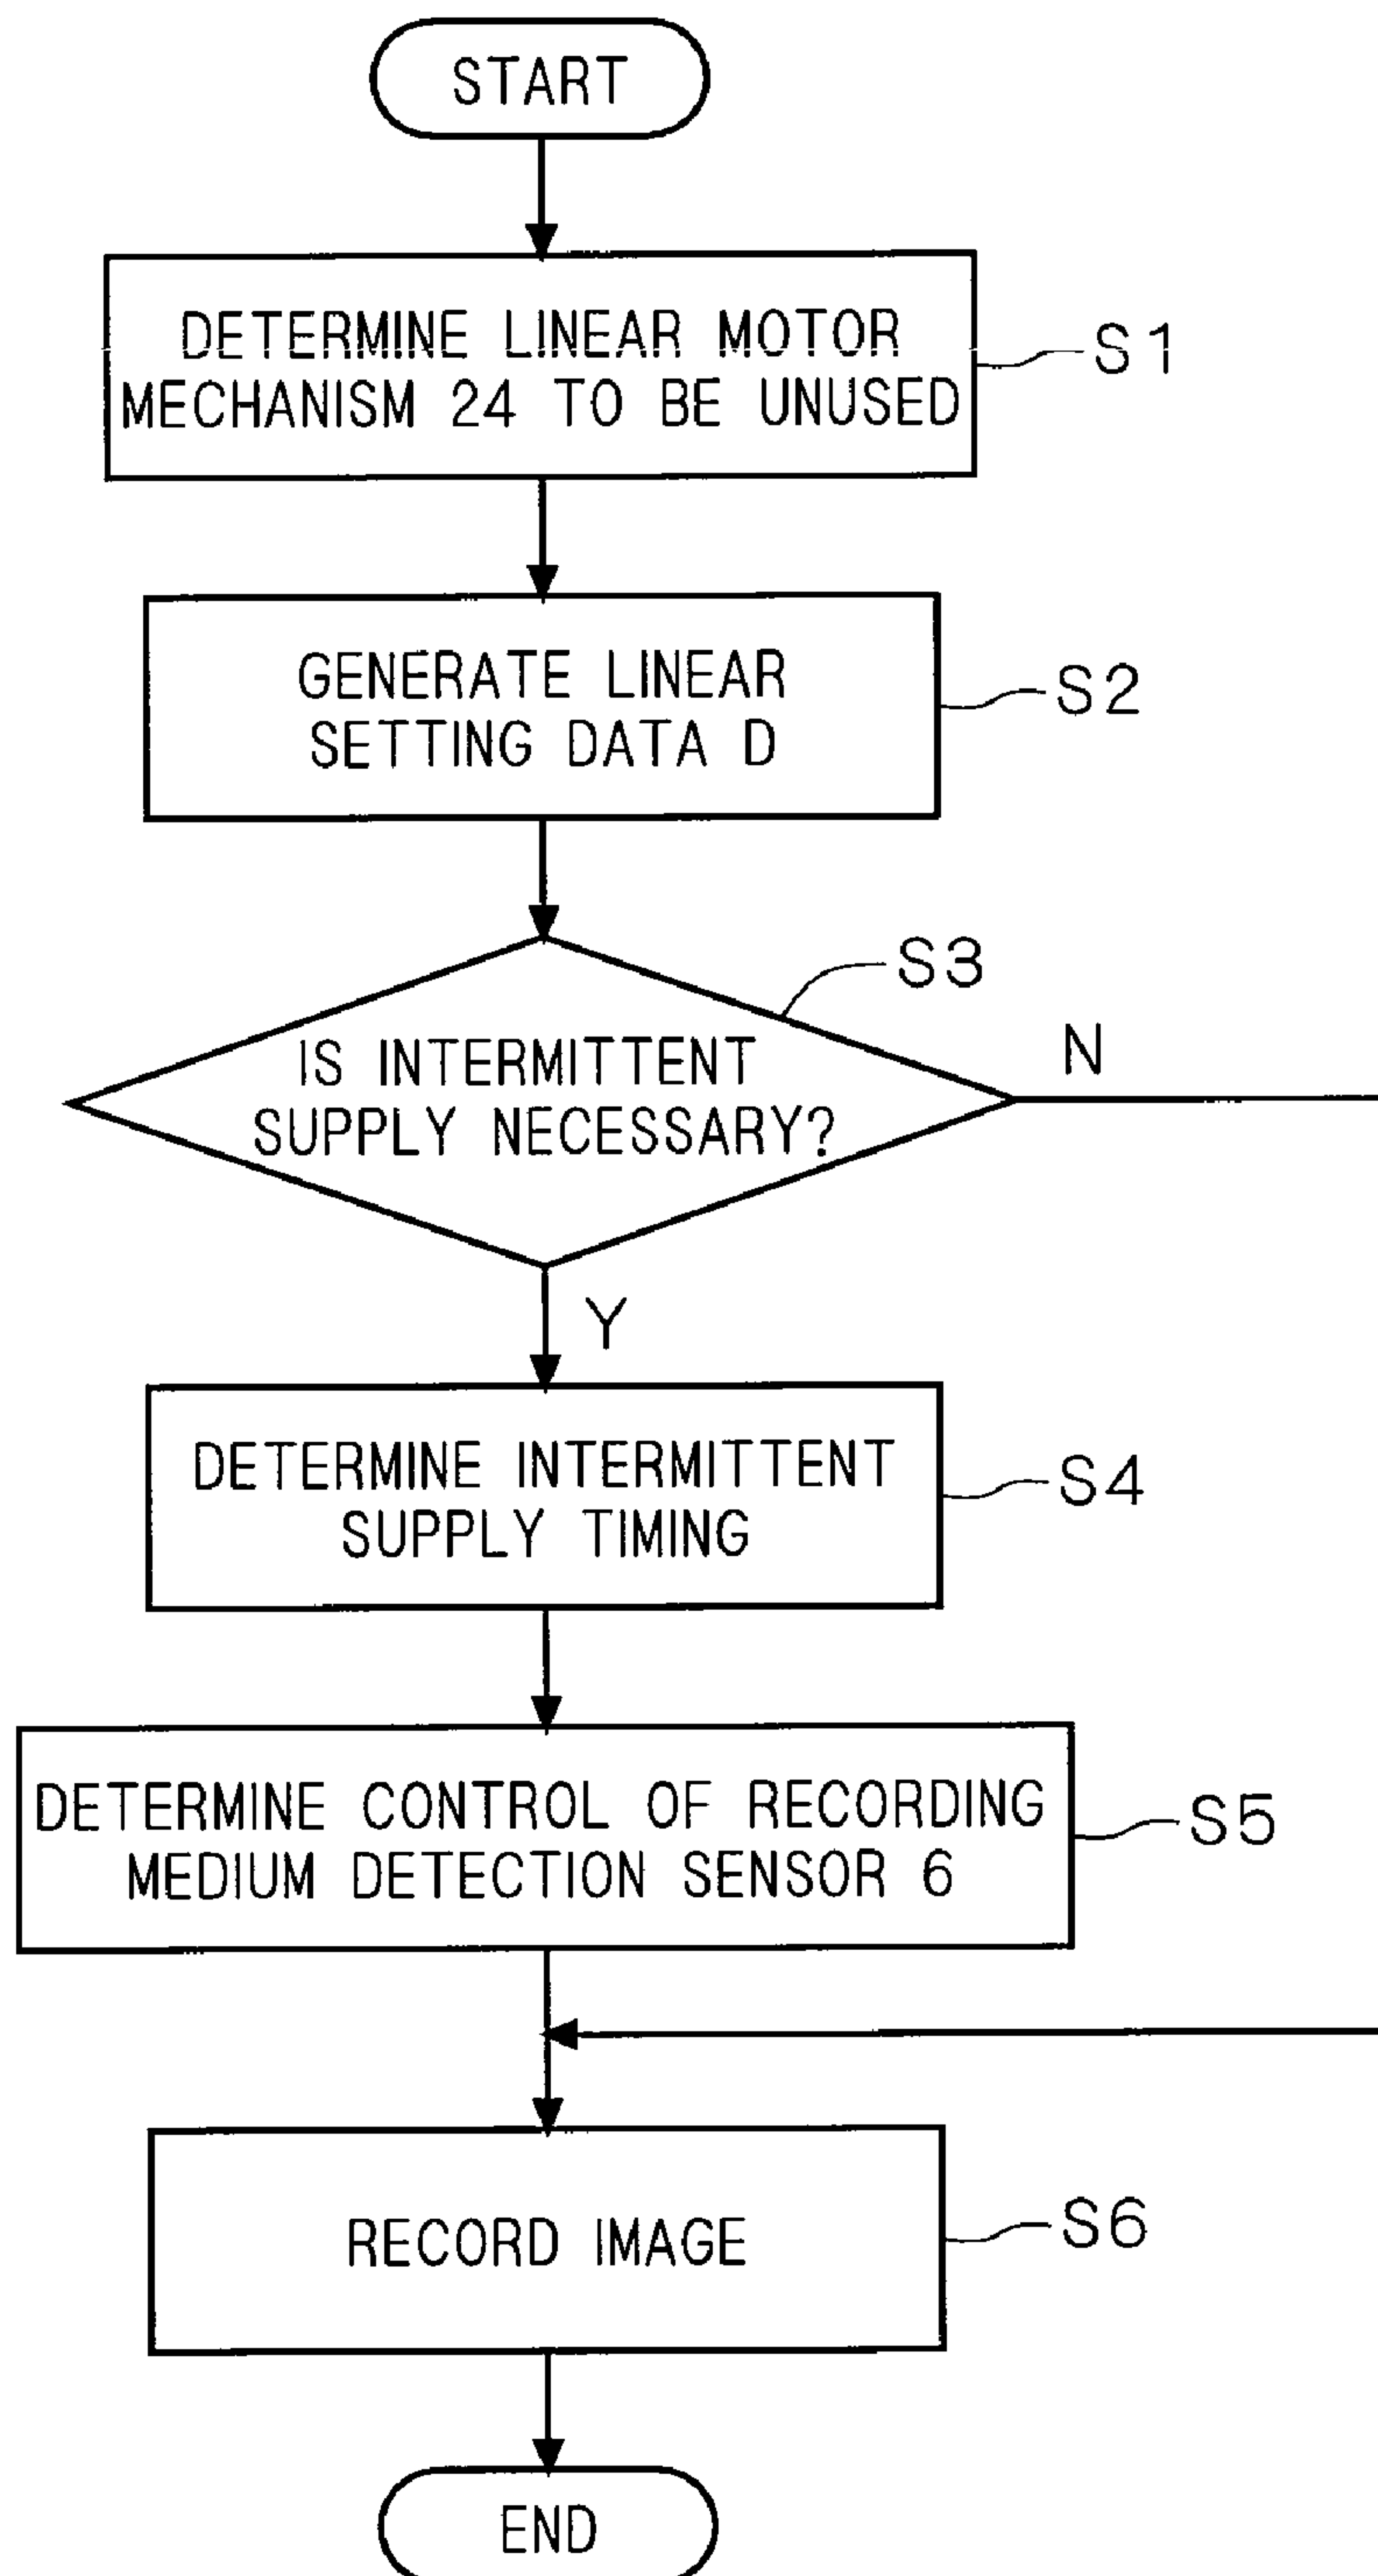 START
DETERMINE LINEAR MOTOR
MECHANISM 24 TO BE UNUSED
S1
GENERATE LINEAR
SETTING DATA D
S2
S3
IS INTERMITTENT
SUPPLY NECESSARY?
N
Y
DETERMINE INTERMITTENT
SUPPLY TIMING
S4
DETERMINE CONTROL OF RECORDING
MEDIUM DETECTION SENSOR 6
S5
RECORD IMAGE
S6
END